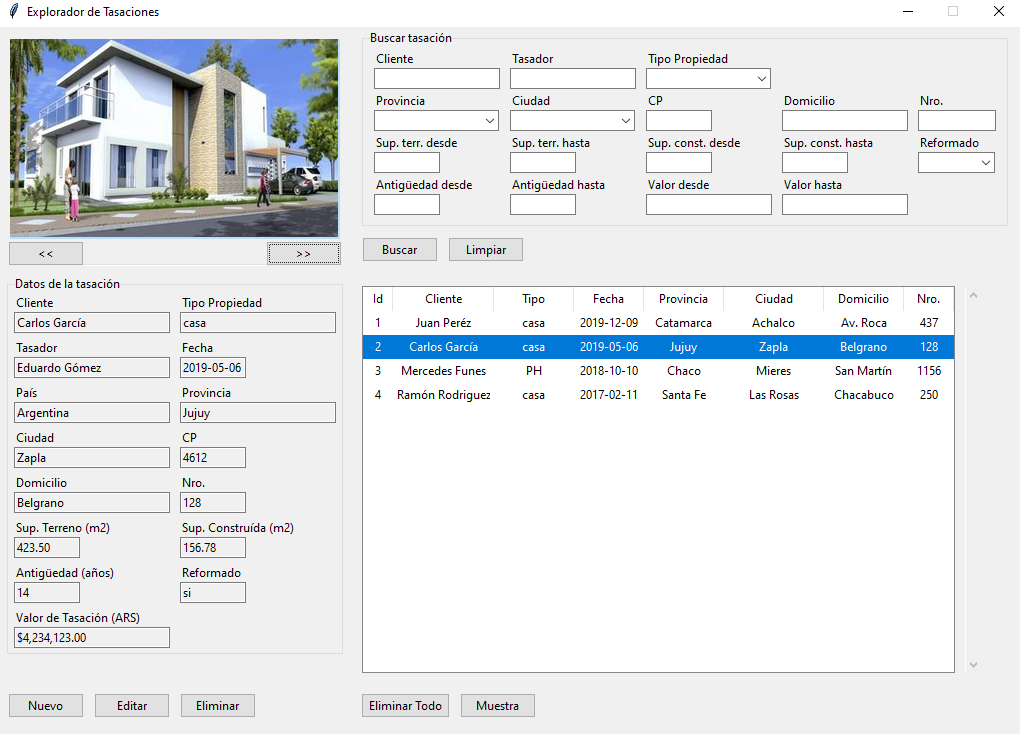 Explorador de Tasaciones
<< >>
Datos de la tasación
Cliente Tipo Propiedad
Carlos García casa
Tasador Fecha
Eduardo Gómez 2019-05-06
País Provincia
Argentina Jujuy
Ciudad CP
Zapla 4612
Domicilio Nro.
Belgrano 128
Sup. Terreno (m2) Sup. Construída (m2)
423.50 156.78
Antigüedad (años) Reformado
14 si
Valor de Tasación (ARS)
$4,234,123.00
Nuevo Editar Eliminar
Buscar tasación
Cliente Tasador Tipo Propiedad
Provincia Ciudad CP Domicilio Nro.
Sup. terr. desde Sup. terr. hasta Sup. const. desde Sup. const. hasta Reformado
Antigüedad desde Antigüedad hasta Valor desde Valor hasta
Buscar Limpiar
Id Cliente Tipo Fecha Provincia Ciudad Domicilio Nro.
1 Juan Peréz casa 2019-12-09 Catamarca Achalco Av. Roca 437
2 Carlos García casa 2019-05-06 Jujuy Zapla Belgrano 128
3 Mercedes Funes PH 2018-10-10 Chaco Mieres San Martín 1156
4 Ramón Rodriguez casa 2017-02-11 Santa Fe Las Rosas Chacabuco 250
Eliminar Todo Muestra